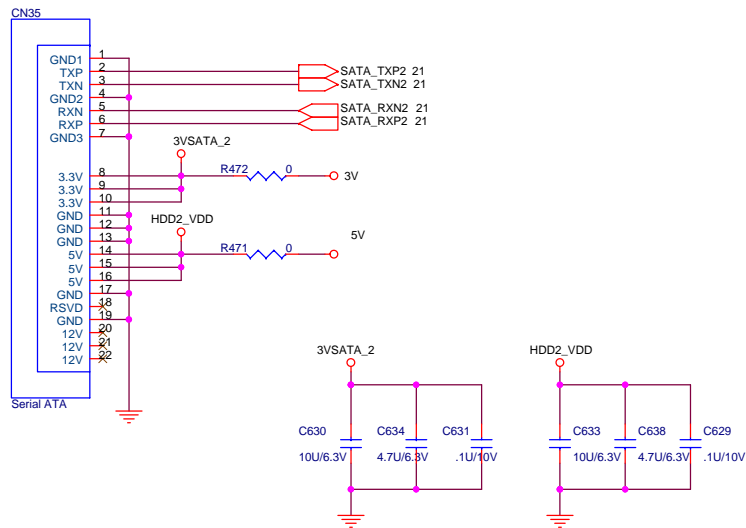 CN35
GND1 1
TXP 2 SATA_TXP2 21
TXN 3 SATA_TXN2 21
GND2 4
RXN 5 SATA_RXN2 21
RXP 6 SATA_RXP2 21
GND3 7
3VSATA_2
3.3V 8 R472 0 3V
3.3V 9
3.3V 10
GND 11
GND 12 HDD2_VDD
GND 13 5V
5V 14 R471 0
5V 15
5V 16
GND 17
RSVD 18
GND 19
12V 20
12V 21
12V 22
Serial ATA
3VSATA_2 HDD2_VDD
C630 C634 C631 C633 C638 C629
10U/6.3V 4.7U/6.3V .1U/10V 10U/6.3V 4.7U/6.3V .1U/10V